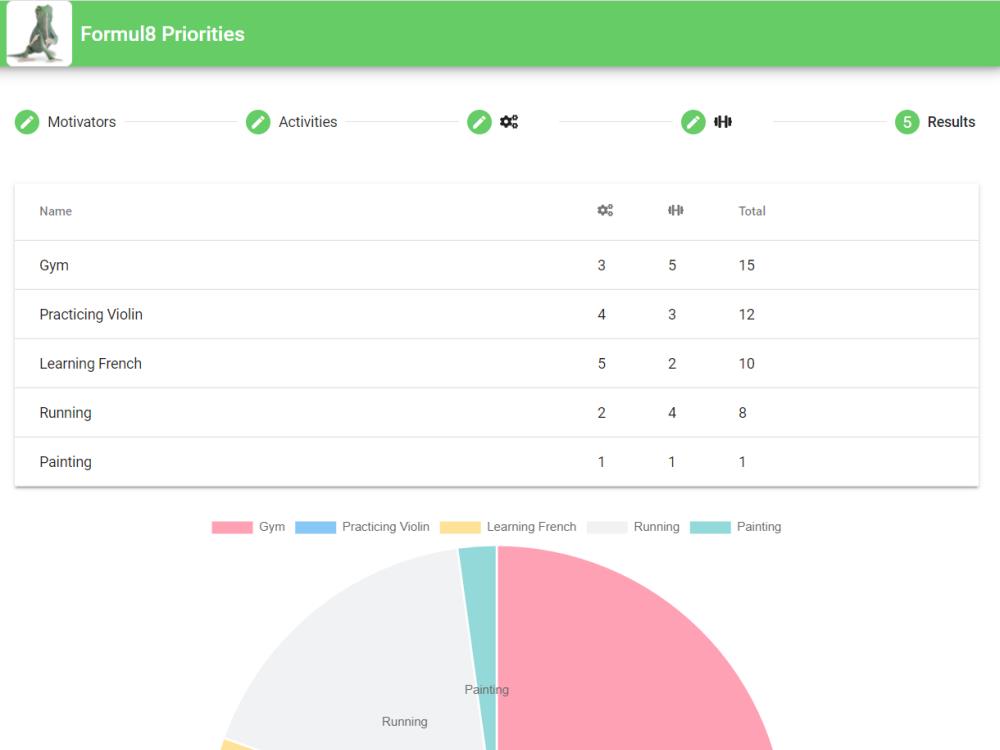 Formul8 Priorities
Motivators Activities 5 Results
Name Total
Gym 3 5 15
Practicing Violin 4 3 12
Learning French 5 2 10
Running 2 4 8
Painting 1 1 1
Gym Practicing Violin Learning French Running Painting
Painting
Running